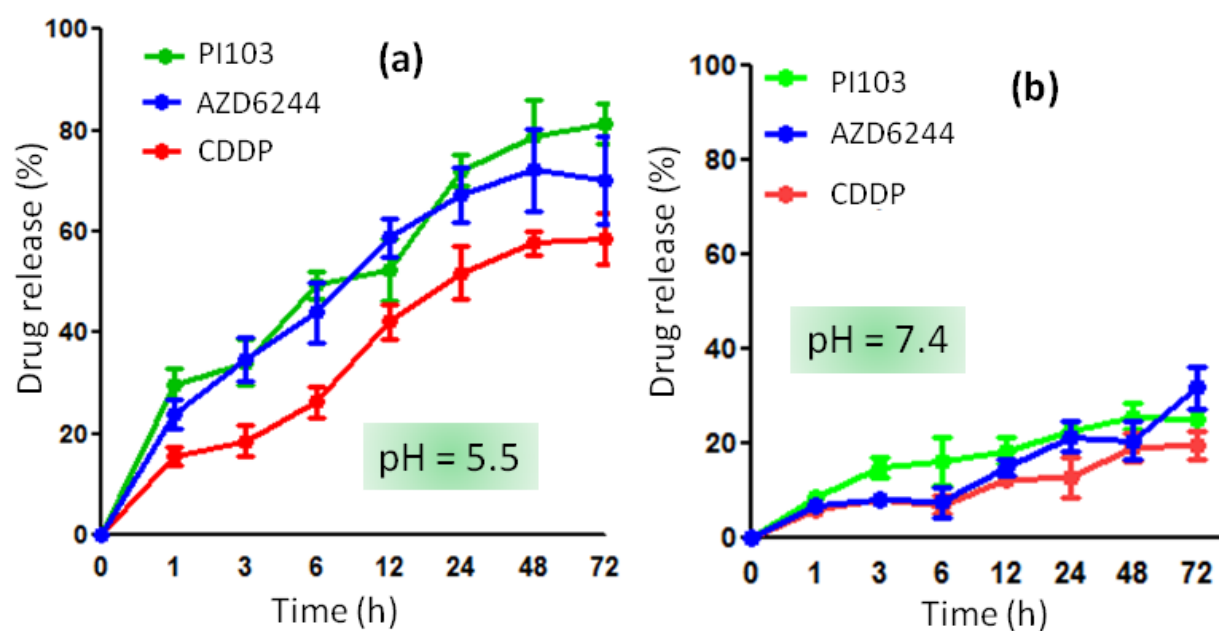 (a)
PI103
AZD6244
CDDP
Drug release (%)
100
80
60
40
20
0
pH = 5.5
0 1 3 6 12 24 48 72
Time (h)
(b)
PI103
AZD6244
CDDP
Drug release (%)
100
80
60
40
20
0
pH = 7.4
0 1 3 6 12 24 48 72
Time (h)